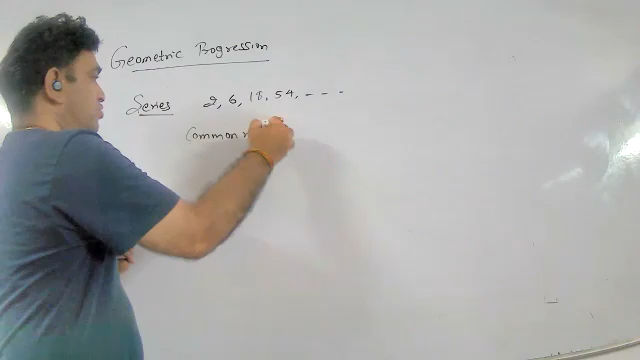 Geometric Progression
Series 2, 6, 18, 54, - - -
Common